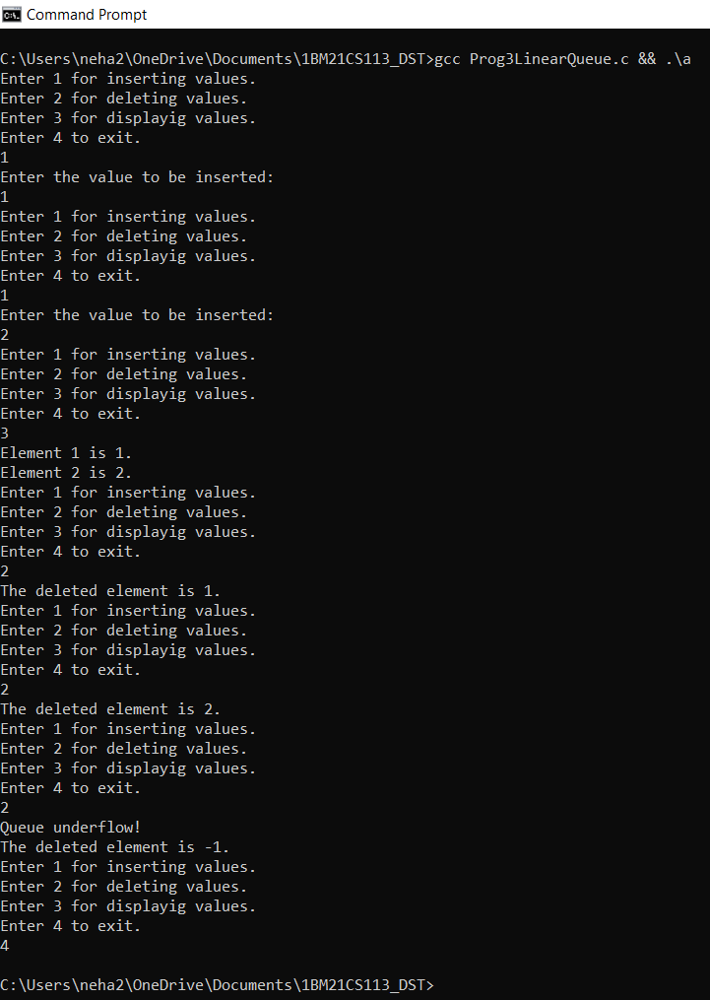 Command Prompt
C:\Users\neha2\OneDrive\Documents\1BM21CS113_DST>gcc Prog3LinearQueue.c && .\a
Enter 1 for inserting values.
Enter 2 for deleting values.
Enter 3 for displayig values.
Enter 4 to exit.
1
Enter the value to be inserted:
1
Enter 1 for inserting values.
Enter 2 for deleting values.
Enter 3 for displayig values.
Enter 4 to exit.
1
Enter the value to be inserted:
2
Enter 1 for inserting values.
Enter 2 for deleting values.
Enter 3 for displayig values.
Enter 4 to exit.
3
Element 1 is 1.
Element 2 is 2.
Enter 1 for inserting values.
Enter 2 for deleting values.
Enter 3 for displayig values.
Enter 4 to exit.
2
The deleted element is 1.
Enter 1 for inserting values.
Enter 2 for deleting values.
Enter 3 for displayig values.
Enter 4 to exit.
2
The deleted element is 2.
Enter 1 for inserting values.
Enter 2 for deleting values.
Enter 3 for displayig values.
Enter 4 to exit.
2
Queue underflow!
The deleted element is -1.
Enter 1 for inserting values.
Enter 2 for deleting values.
Enter 3 for displayig values.
Enter 4 to exit.
4
C:\Users\neha2\OneDrive\Documents\1BM21CS113_DST>